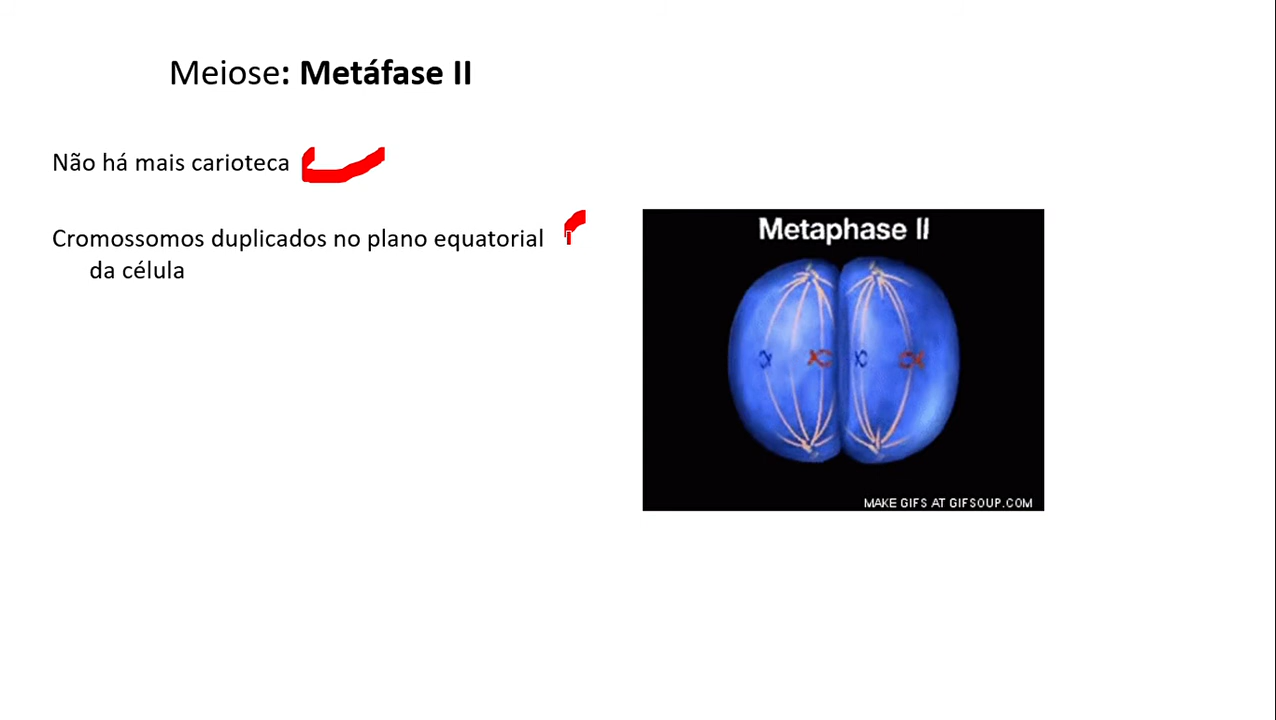 Meiose: Metáfase II
Não há mais carioteca
Cromossomos duplicados no plano equatorial
da célula
Metaphase II
MAKE GIFS AT GIFSOUP.COM